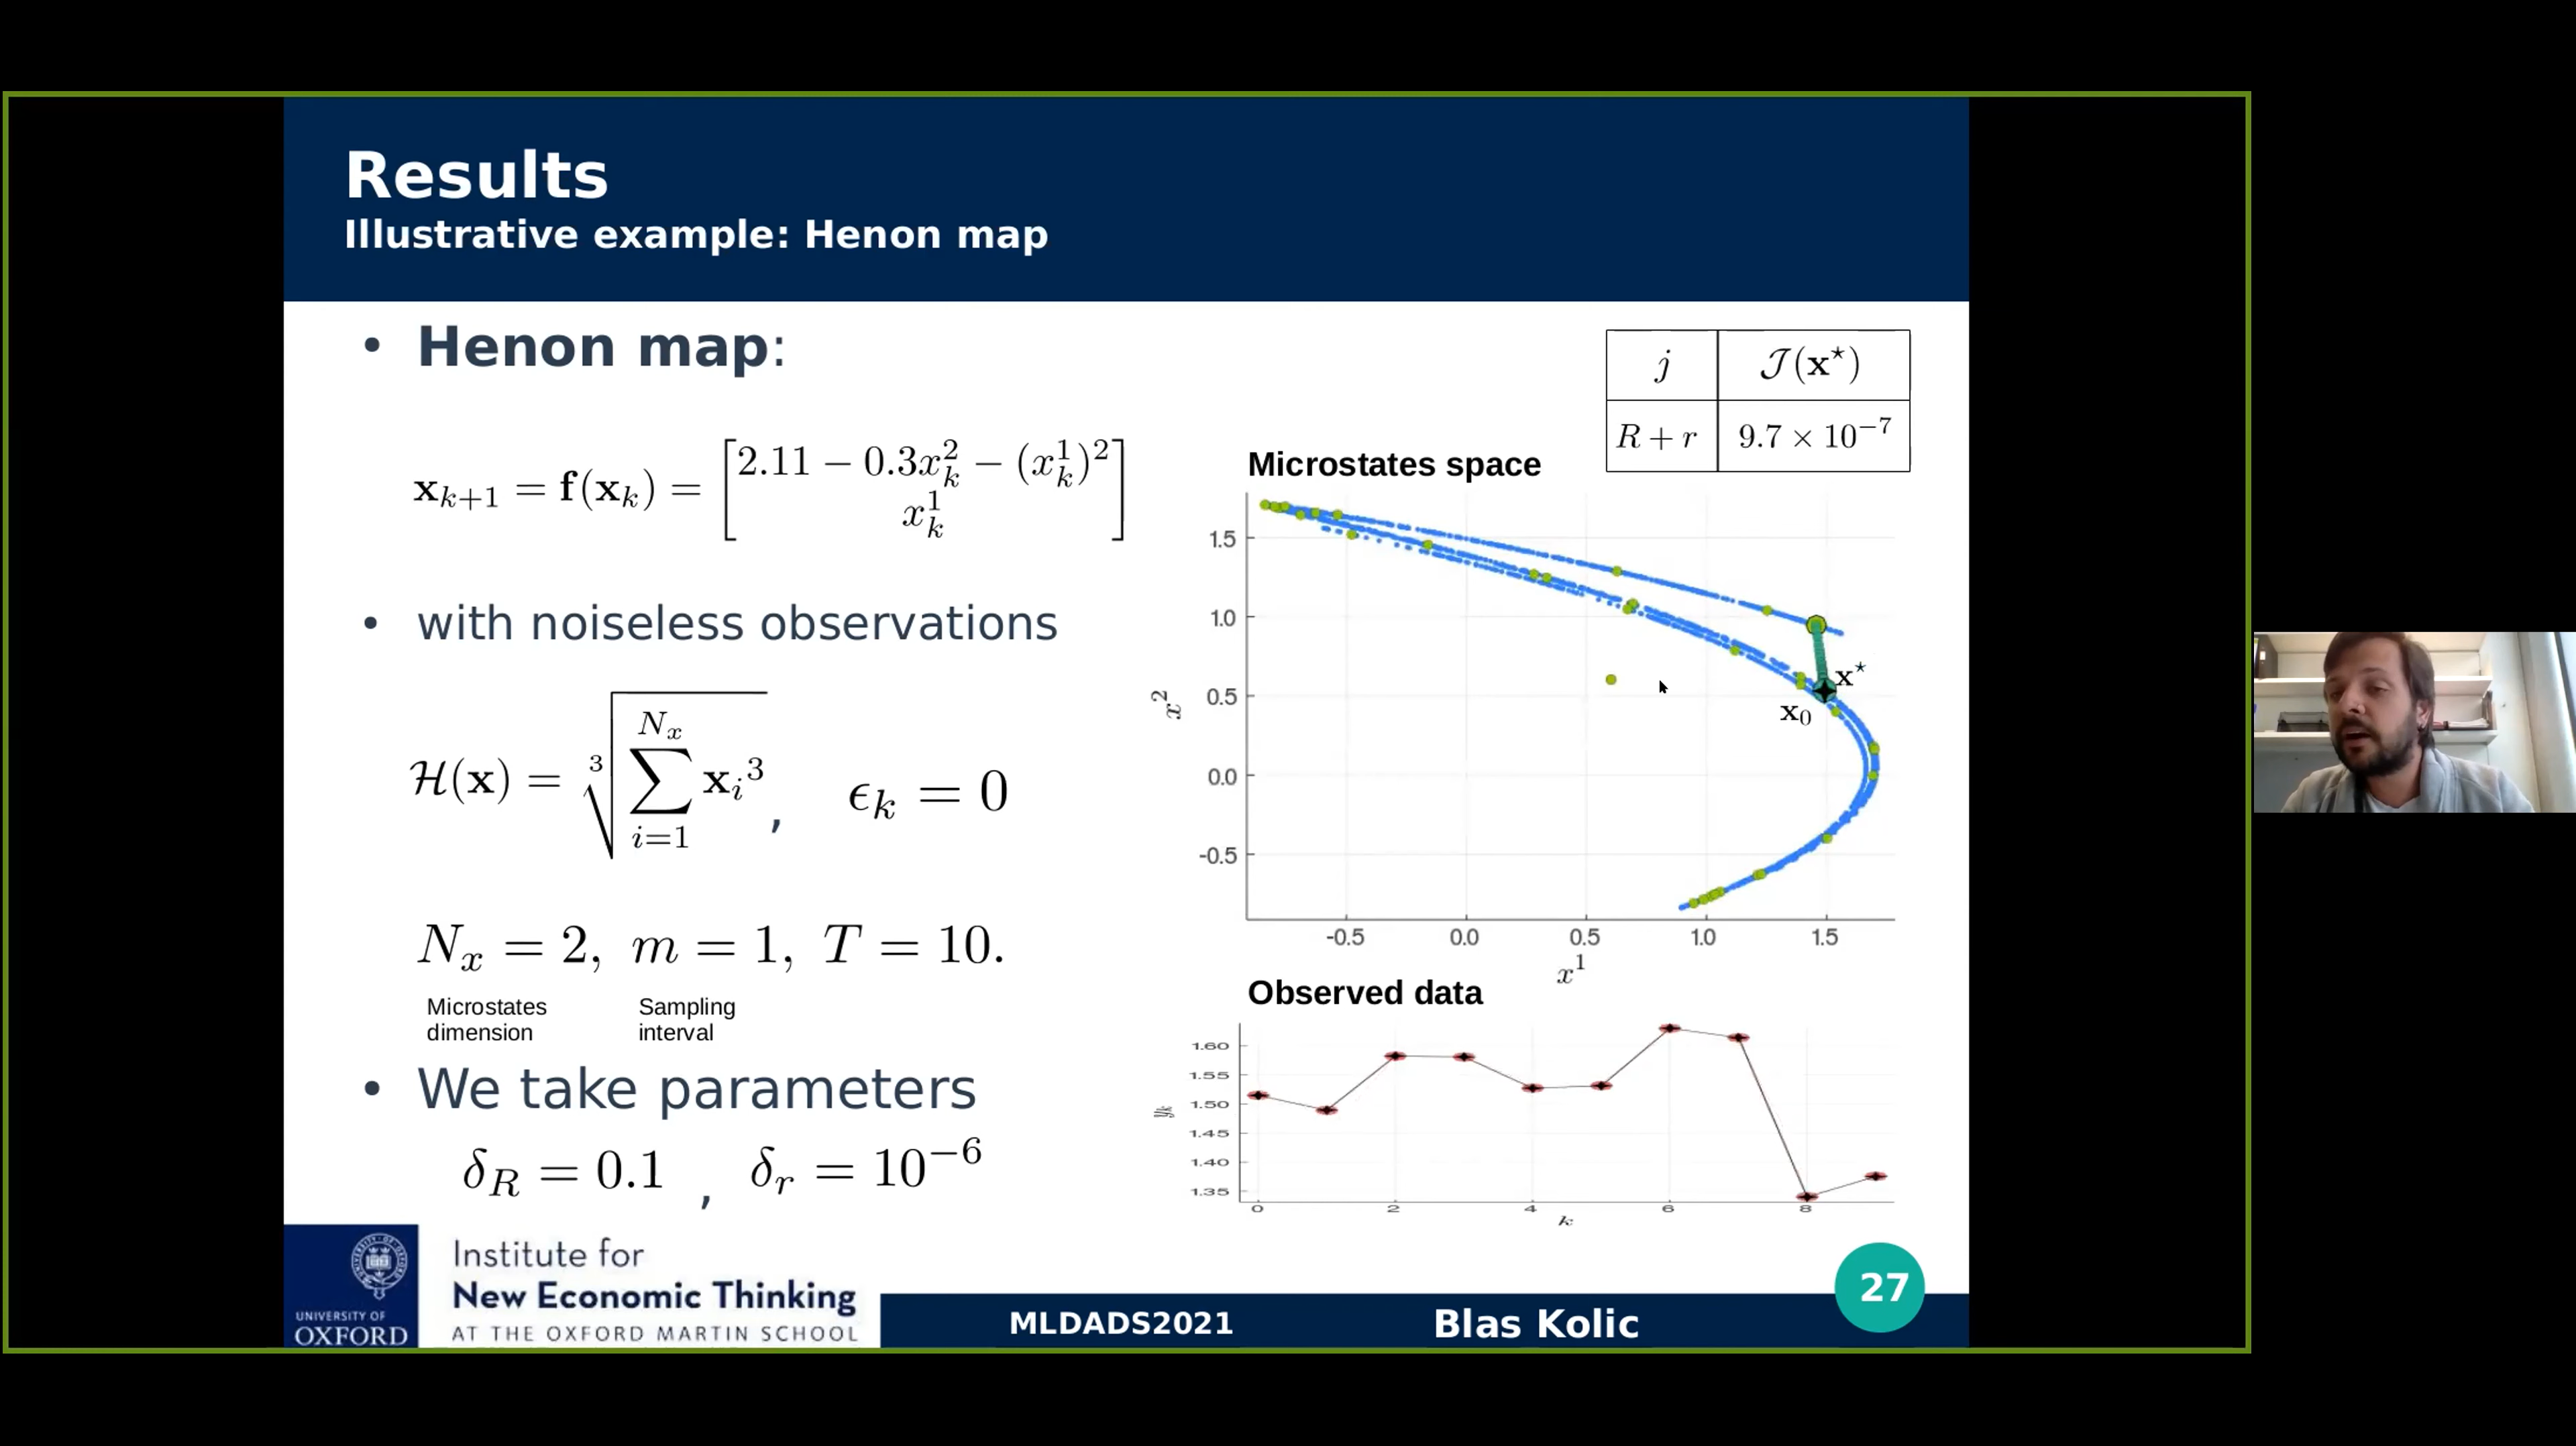 Results
Illustrative example: Henon map
• Henon map:
x_{k+1} = f(x_k) = [2.11 − 0.3x_k^2 − (x_k^1)^2
x_k^1]
• with noiseless observations
H(x) = ∛(∑_{i=1}^{N_x} x_i^3), ϵ_k = 0
N_x = 2, m = 1, T = 10.
Microstates dimension
Sampling interval
• We take parameters
δ_R = 0.1 , δ_r = 10^{−6}
j 𝒥(x^⋆)
R + r 9.7 × 10^{−7}
Microstates space
1.5
1.0
0.5
0.0
-0.5
x^2
x^⋆
x_0
-0.5 0.0 0.5 1.0 1.5
x^1
Observed data
1.60
1.55
1.50
1.45
1.40
1.35
y_k
0 2 4 6 8
k
UNIVERSITY OF
OXFORD
Institute for
New Economic Thinking
AT THE OXFORD MARTIN SCHOOL
MLDADS2021
Blas Kolic
27